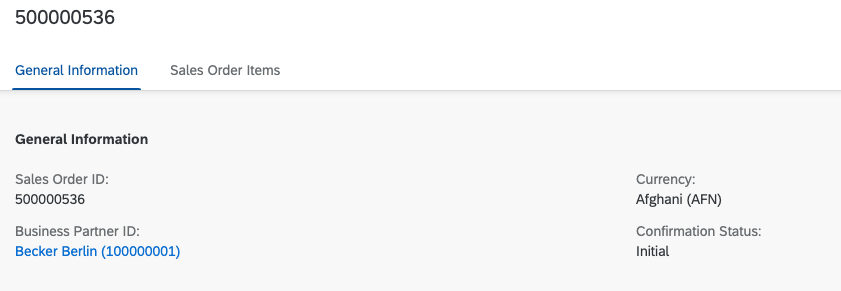 500000536
General Information
Sales Order Items
General Information
Sales Order ID:
500000536
Currency:
Afghani (AFN)
Business Partner ID:
Becker Berlin (100000001)
Confirmation Status:
Initial